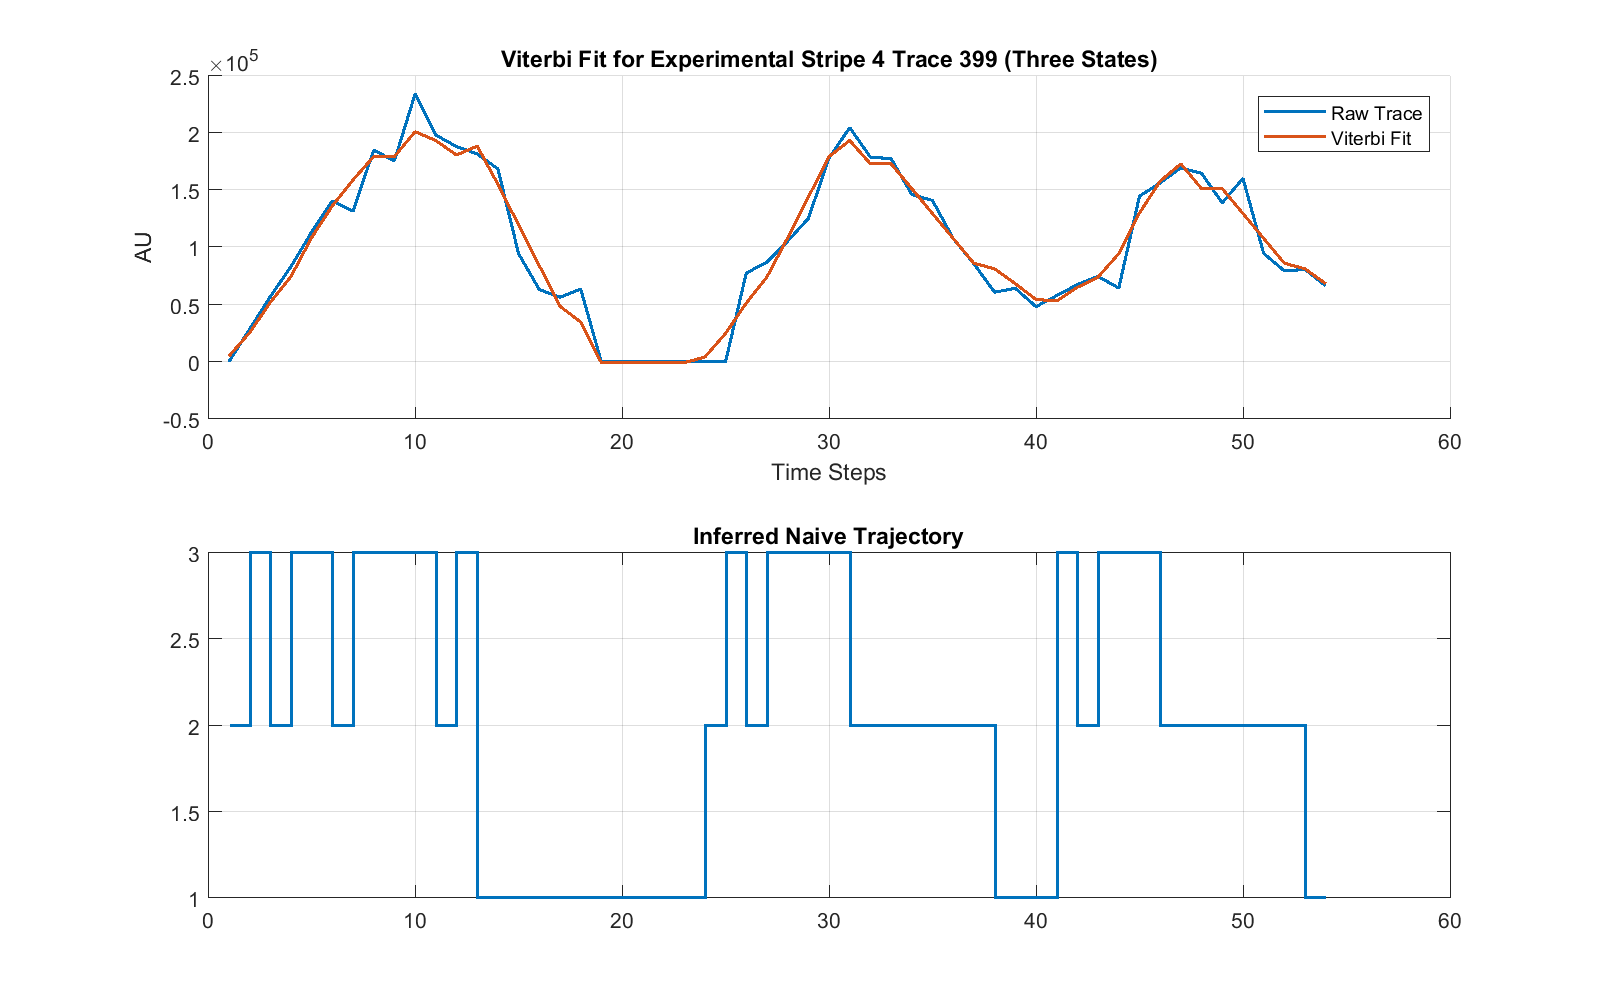 Viterbi Fit for Experimental Stripe 4 Trace 399 (Three States)
×10^5
2.5
2
1.5
1
0.5
0
-0.5
AU
Raw Trace
Viterbi Fit
0 10 20 30 40 50 60
Time Steps
Inferred Naive Trajectory
3
2.5
2
1.5
1
0 10 20 30 40 50 60